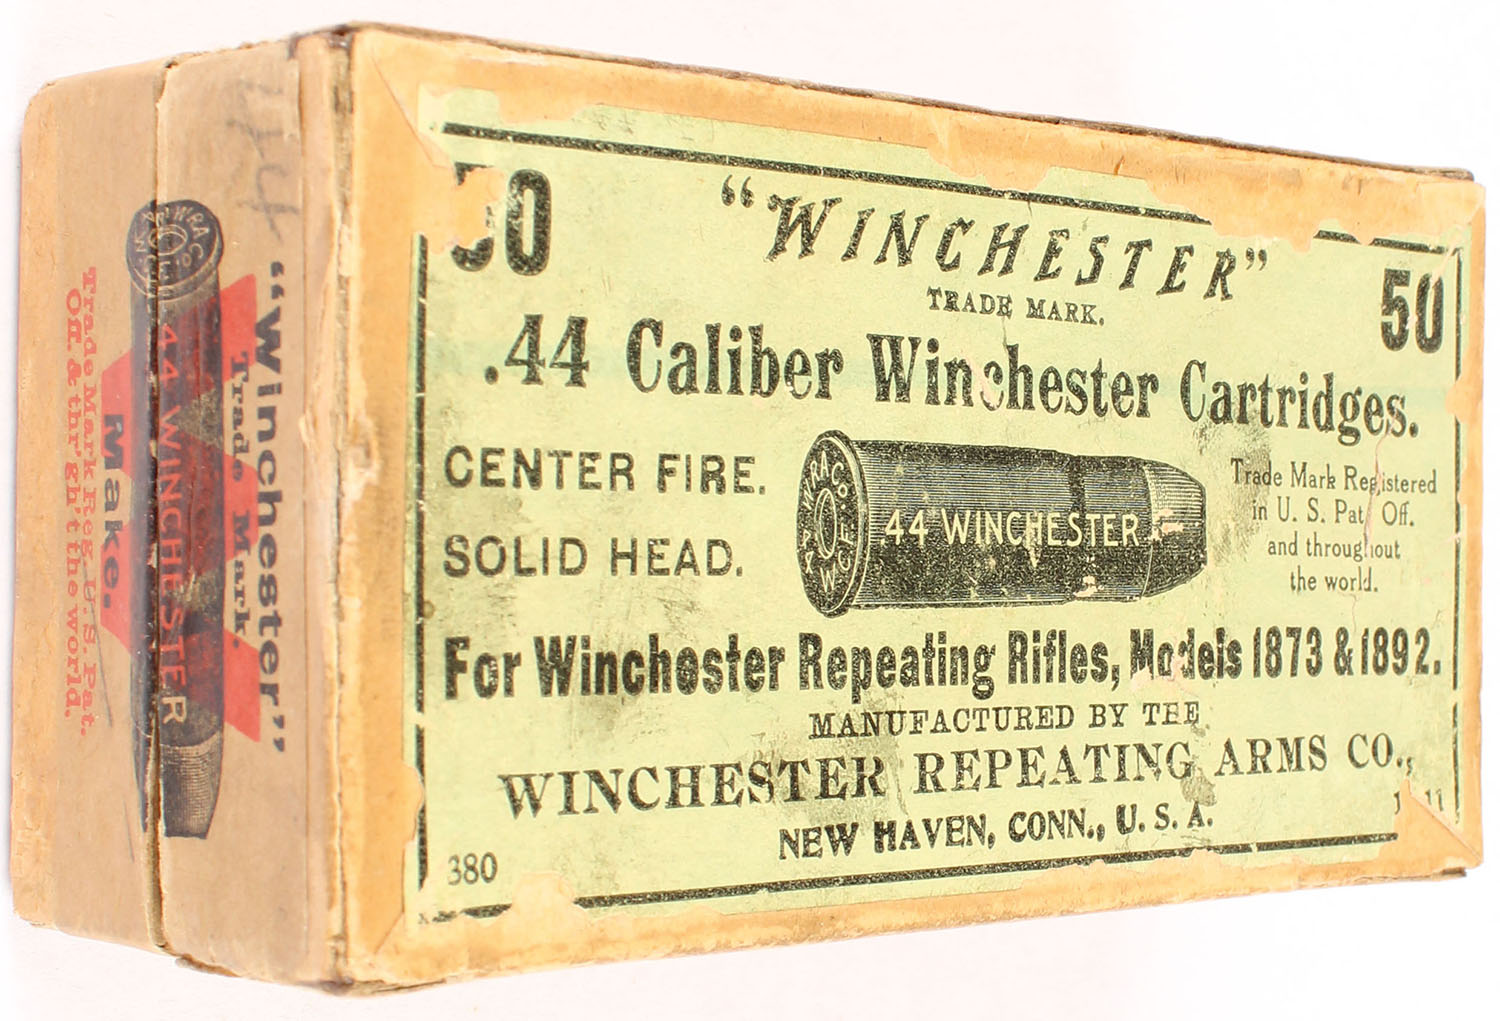 50
50
"WINCHESTER"
TRADE MARK.
.44 Caliber Winchester Cartridges.
CENTER FIRE.
SOLID HEAD.
W.R.A.CO.
44 W.C.F.
44 WINCHESTER
Trade Mark Registered
in U. S. Pat. Off.
and throughout
the world.
For Winchester Repeating Rifles, Models 1873 & 1892.
MANUFACTURED BY THE
WINCHESTER REPEATING ARMS CO.,
NEW HAVEN, CONN., U. S. A.
380
"Winchester"
Trade Mark.
W.R.A.CO.
44 WINCHESTER
Make.
Trade Mark Reg. U. S. Pat.
Off. & thr'gh't the world.